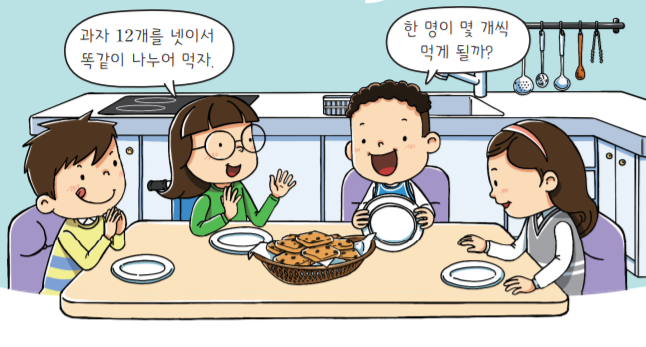 과자 12개를 넷이서
똑같이 나누어 먹자.
한 명이 몇 개씩
먹게 될까?